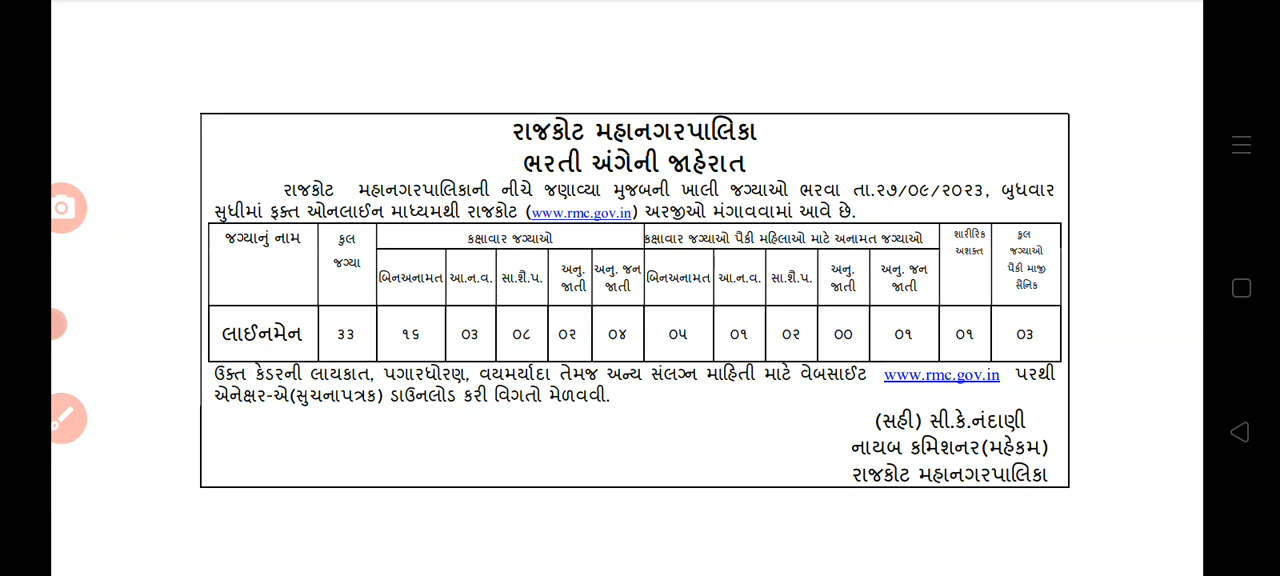 રાજકોટ મહાનગરપાલિકા
ભરતી અંગેની જાહેરાત
રાજકોટ મહાનગરપાલિકાની નીચે જણાવ્યા મુજબની ખાલી જગ્યાઓ ભરવા તા.૨૭/૦૯/૨૦૨૩, બુધવાર
સુધીમાં ફક્ત ઓનલાઈન માધ્યમથી રાજકોટ (www.rmc.gov.in) અરજીઓ મંગાવવામાં આવે છે.
જગ્યાનું નામ કુલ જગ્યા કક્ષાવાર જગ્યાઓ કક્ષાવાર જગ્યાઓ પૈકી મહિલાઓ માટે અનામત જગ્યાઓ શારીરિક અશક્ત કુલ જગ્યાઓ પૈકી માજી સૈનિક
બિનઅનામત આ.ન.વ. સા.શૈ.પ. અનુ. જાતી અનુ. જન જાતી બિનઅનામત આ.ન.વ. સા.શૈ.પ. અનુ. જાતી અનુ. જન જાતી
લાઈનમેન ૩૩ ૧૬ ૦૩ ૦૮ ૦૨ ૦૪ ૦૫ ૦૧ ૦૨ ૦૦ ૦૧ ૦૧ ૦૩
ઉક્ત કેડરની લાયકાત, પગારધોરણ, વયમર્યાદા તેમજ અન્ય સંલગ્ન માહિતી માટે વેબસાઈટ www.rmc.gov.in પરથી
એનેક્ષર-એ(સુચનાપત્રક) ડાઉનલોડ કરી વિગતો મેળવવી.
(સહી) સી.કે.નંદાણી
નાયબ કમિશનર(મહેકમ)
રાજકોટ મહાનગરપાલિકા